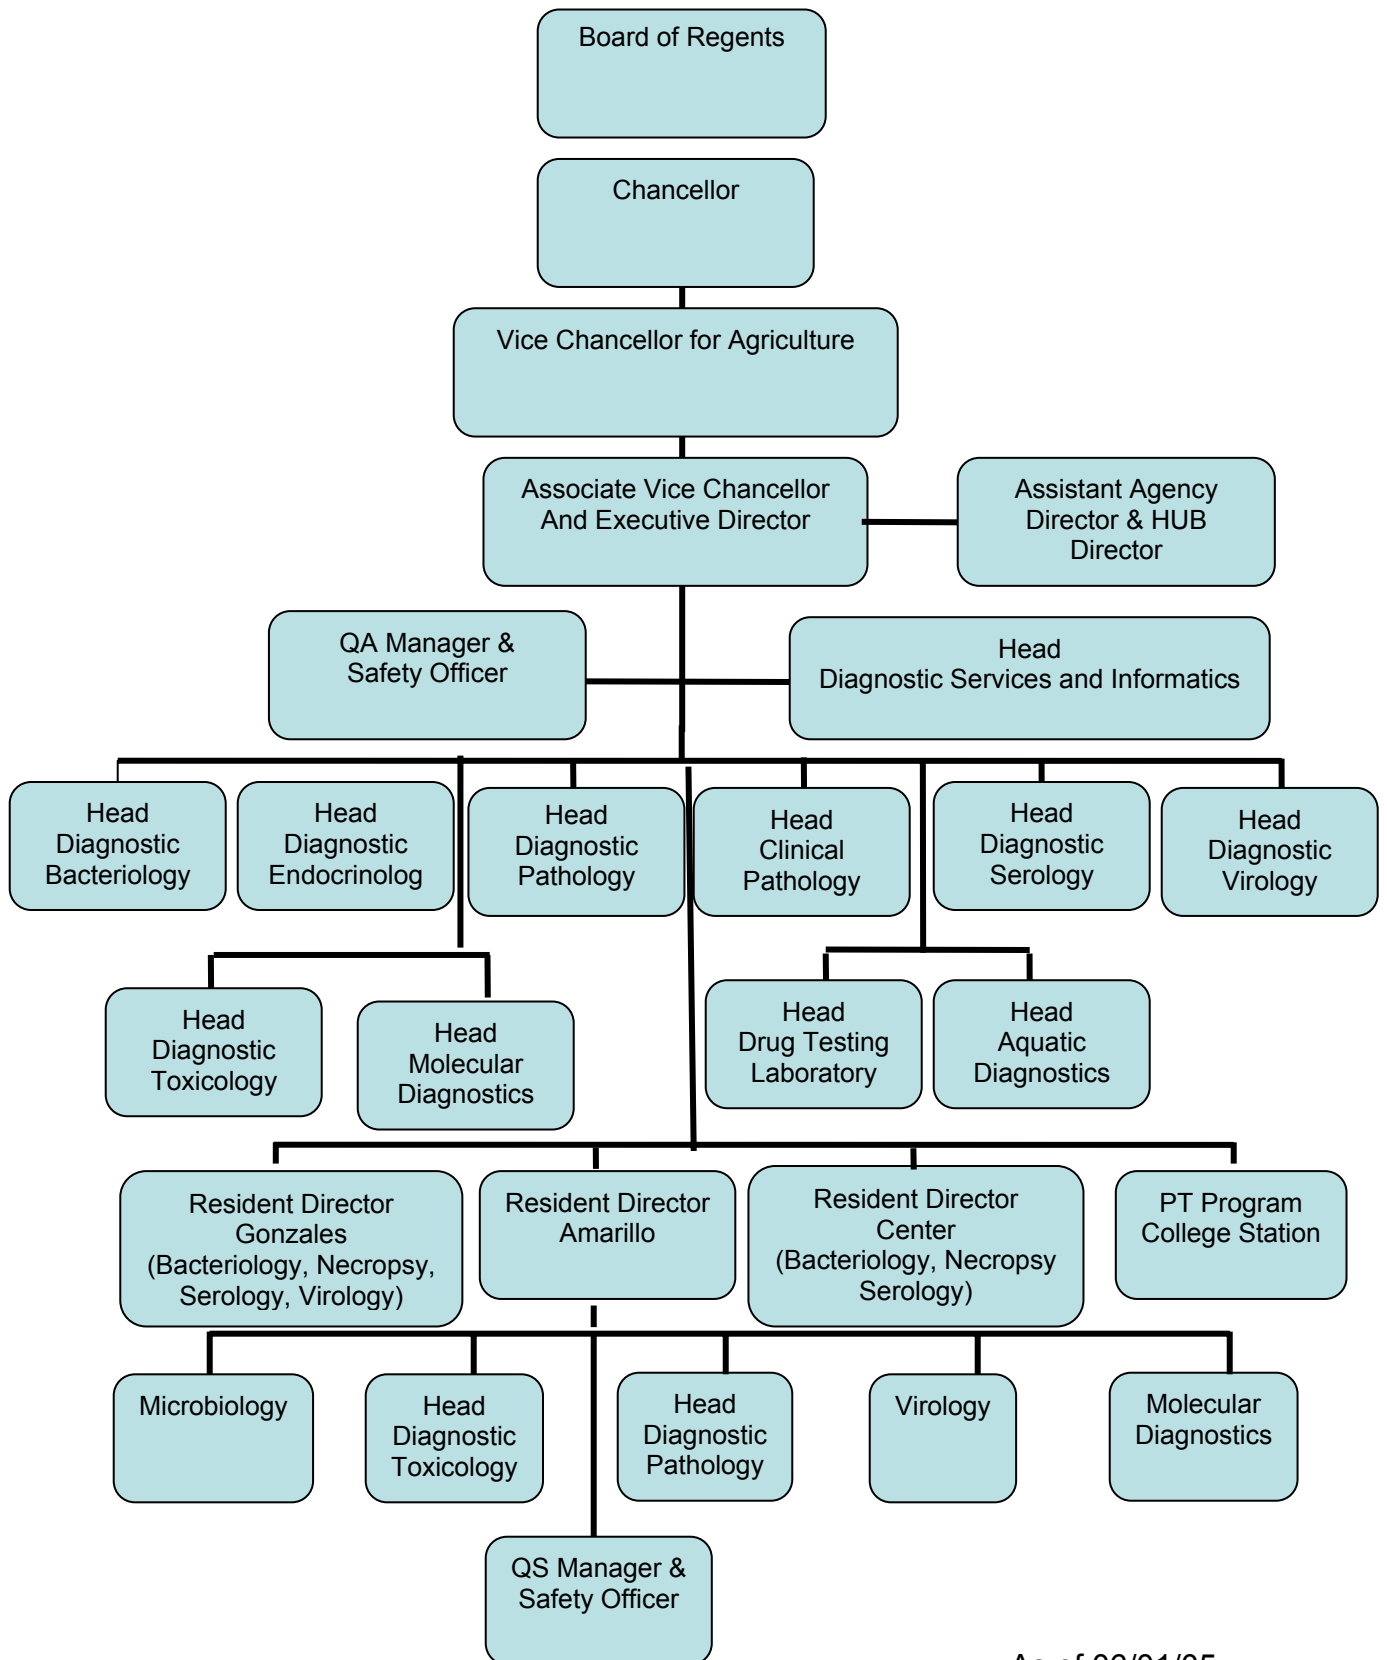 Board of Regents
Chancellor
Vice Chancellor for Agriculture
Associate Vice Chancellor
And Executive Director
Assistant Agency
Director & HUB
Director
QA Manager &
Safety Officer
Head
Diagnostic Services and Informatics
Head
Diagnostic
Bacteriology
Head
Diagnostic
Endocrinolog
Head
Diagnostic
Pathology
Head
Clinical
Pathology
Head
Diagnostic
Serology
Head
Diagnostic
Virology
Head
Diagnostic
Toxicology
Head
Molecular
Diagnostics
Head
Drug Testing
Laboratory
Head
Aquatic
Diagnostics
Resident Director
Gonzales
(Bacteriology, Necropsy,
Serology, Virology)
Resident Director
Amarillo
Resident Director
Center
(Bacteriology, Necropsy
Serology)
PT Program
College Station
Microbiology
Head
Diagnostic
Toxicology
Head
Diagnostic
Pathology
Virology
Molecular
Diagnostics
QS Manager &
Safety Officer
As of